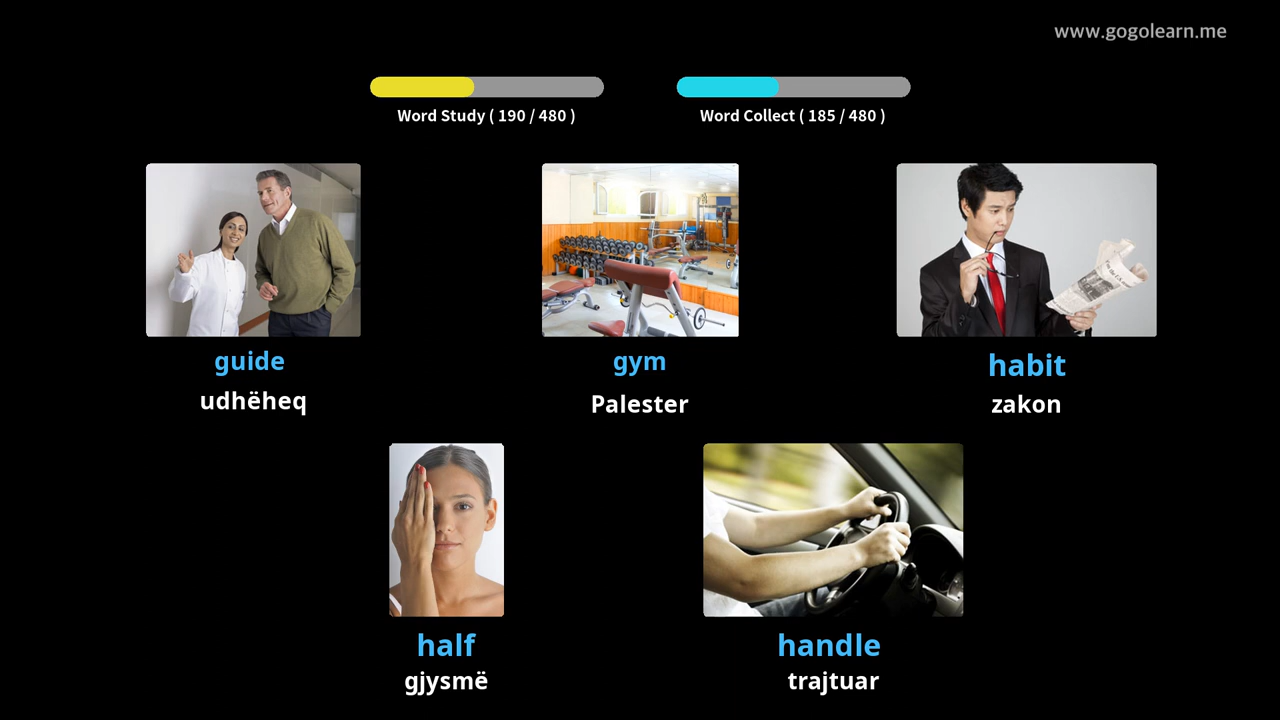 www.gogolearn.me
Word Study ( 190 / 480 )
Word Collect ( 185 / 480 )
guide
udhëheq
gym
Palester
habit
zakon
half
gjysmë
handle
trajtuar